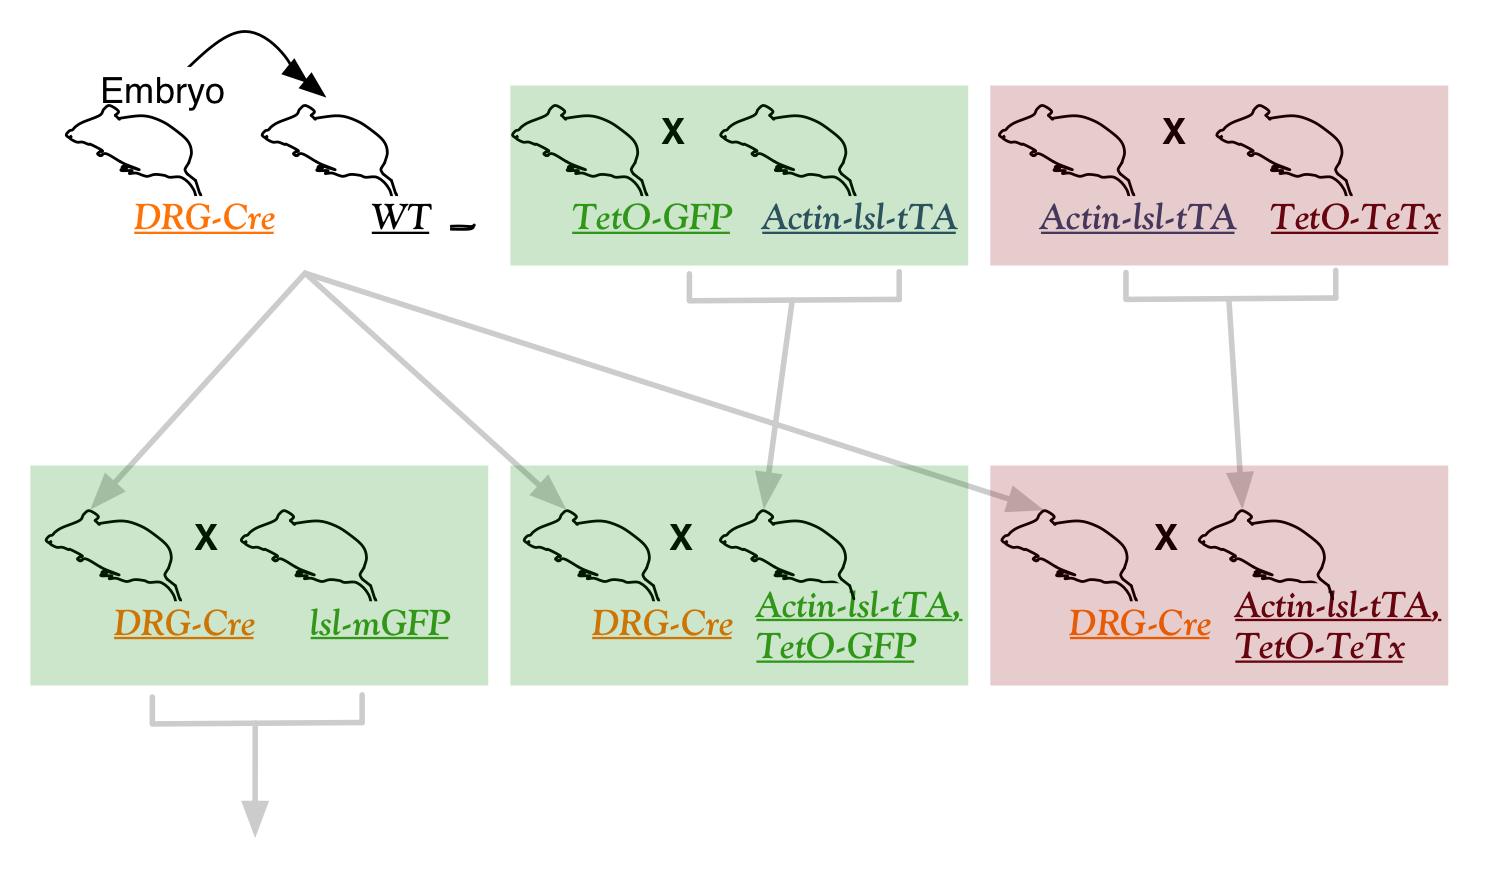 Embryo
DRG-Cre
WT
X
TetO-GFP
Actin-lsl-tTA
X
Actin-lsl-tTA
TetO-TeTx
X
DRG-Cre
lsl-mGFP
X
DRG-Cre
Actin-lsl-tTA,
TetO-GFP
X
DRG-Cre
Actin-lsl-tTA,
TetO-TeTx